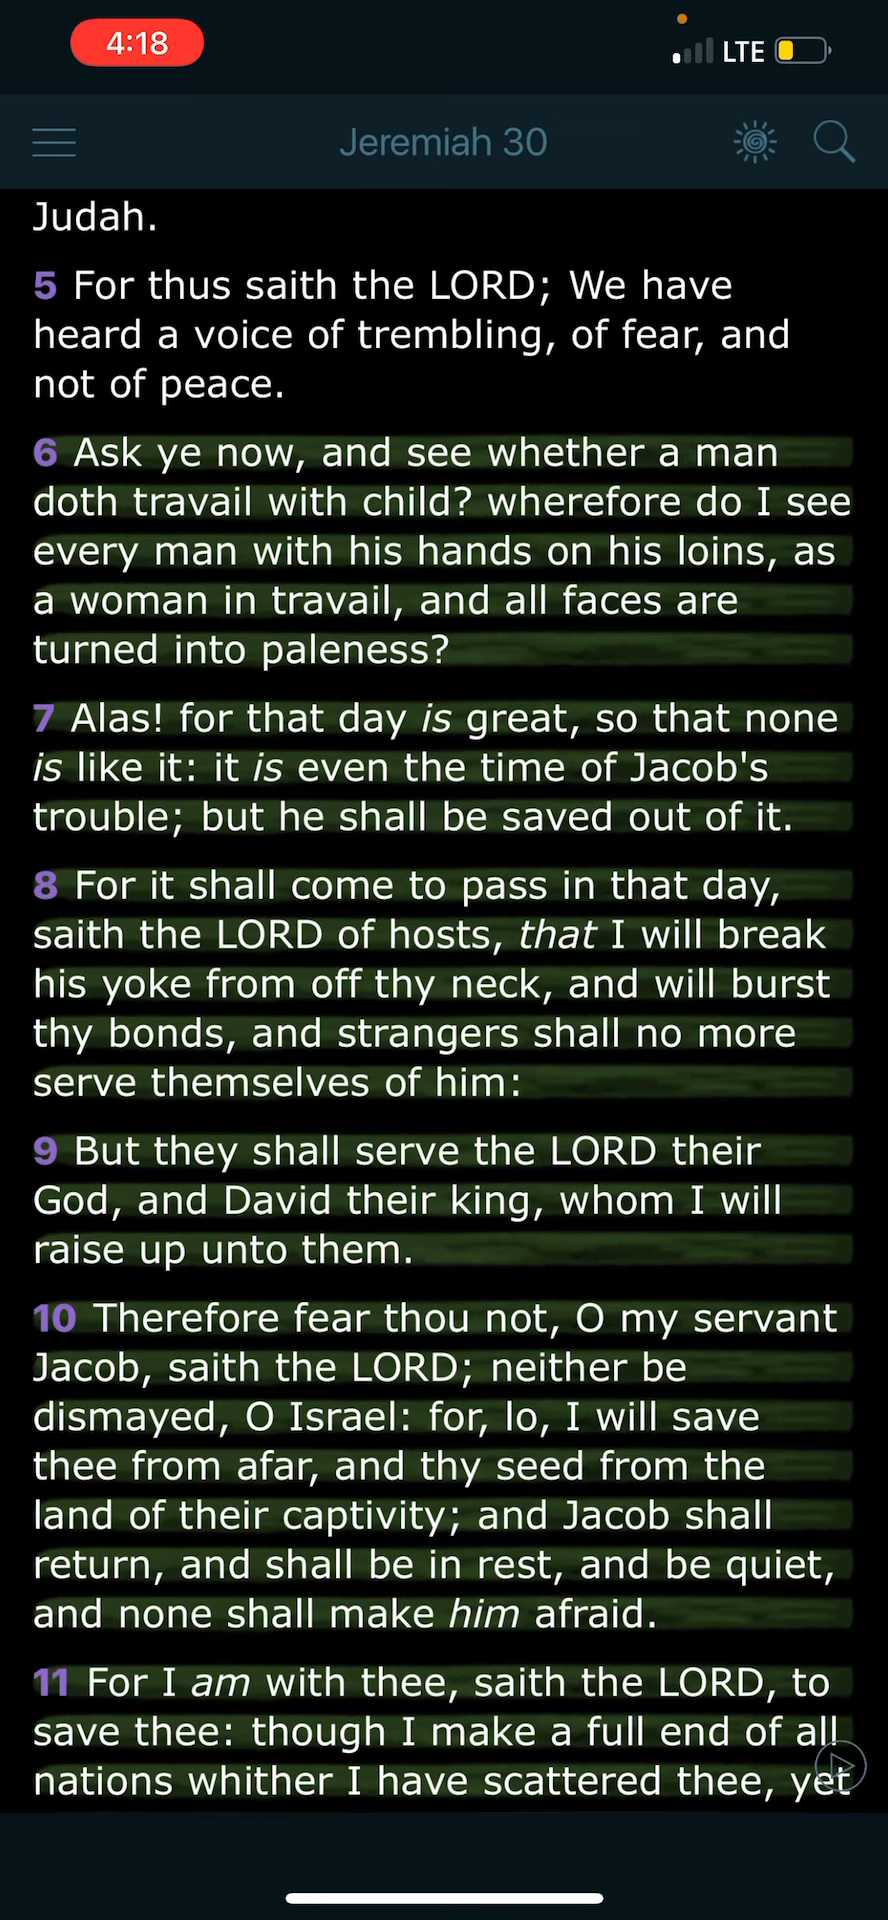 4:18
LTE
Jeremiah 30
Judah.
5 For thus saith the LORD; We have
heard a voice of trembling, of fear, and
not of peace.
6 Ask ye now, and see whether a man
doth travail with child? wherefore do I see
every man with his hands on his loins, as
a woman in travail, and all faces are
turned into paleness?
7 Alas! for that day is great, so that none
is like it: it is even the time of Jacob's
trouble; but he shall be saved out of it.
8 For it shall come to pass in that day,
saith the LORD of hosts, that I will break
his yoke from off thy neck, and will burst
thy bonds, and strangers shall no more
serve themselves of him:
9 But they shall serve the LORD their
God, and David their king, whom I will
raise up unto them.
10 Therefore fear thou not, O my servant
Jacob, saith the LORD; neither be
dismayed, O Israel: for, lo, I will save
thee from afar, and thy seed from the
land of their captivity; and Jacob shall
return, and shall be in rest, and be quiet,
and none shall make him afraid.
11 For I am with thee, saith the LORD, to
save thee: though I make a full end of all
nations whither I have scattered thee, yet